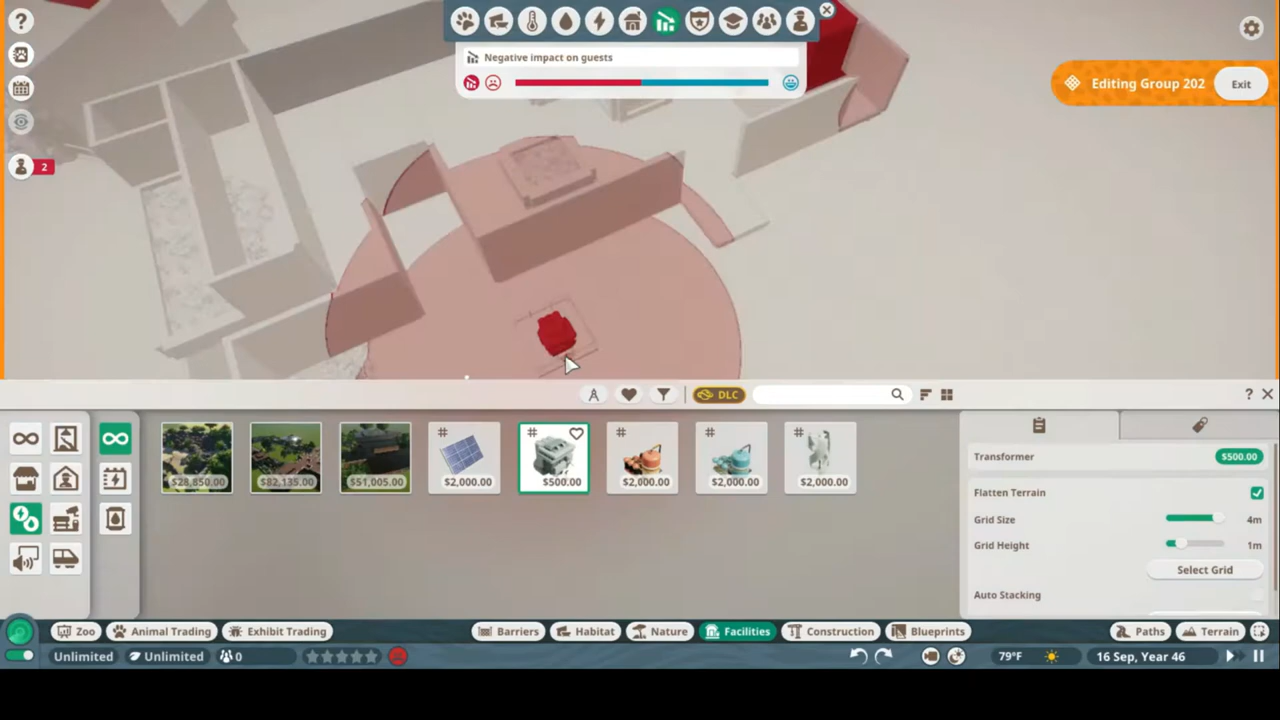 ?
Negative impact on guests
Editing Group 202
Exit
2
DLC
?
$28,850.00
$82,135.00
$51,005.00
# $2,000.00
# $500.00
# $2,000.00
# $2,000.00
# $2,000.00
Transformer
$500.00
Flatten Terrain
Grid Size
4m
Grid Height
1m
Select Grid
Auto Stacking
Zoo
Animal Trading
Exhibit Trading
Barriers
Habitat
Nature
Facilities
Construction
Blueprints
Paths
Terrain
Unlimited
Unlimited
0
79°F
16 Sep, Year 46